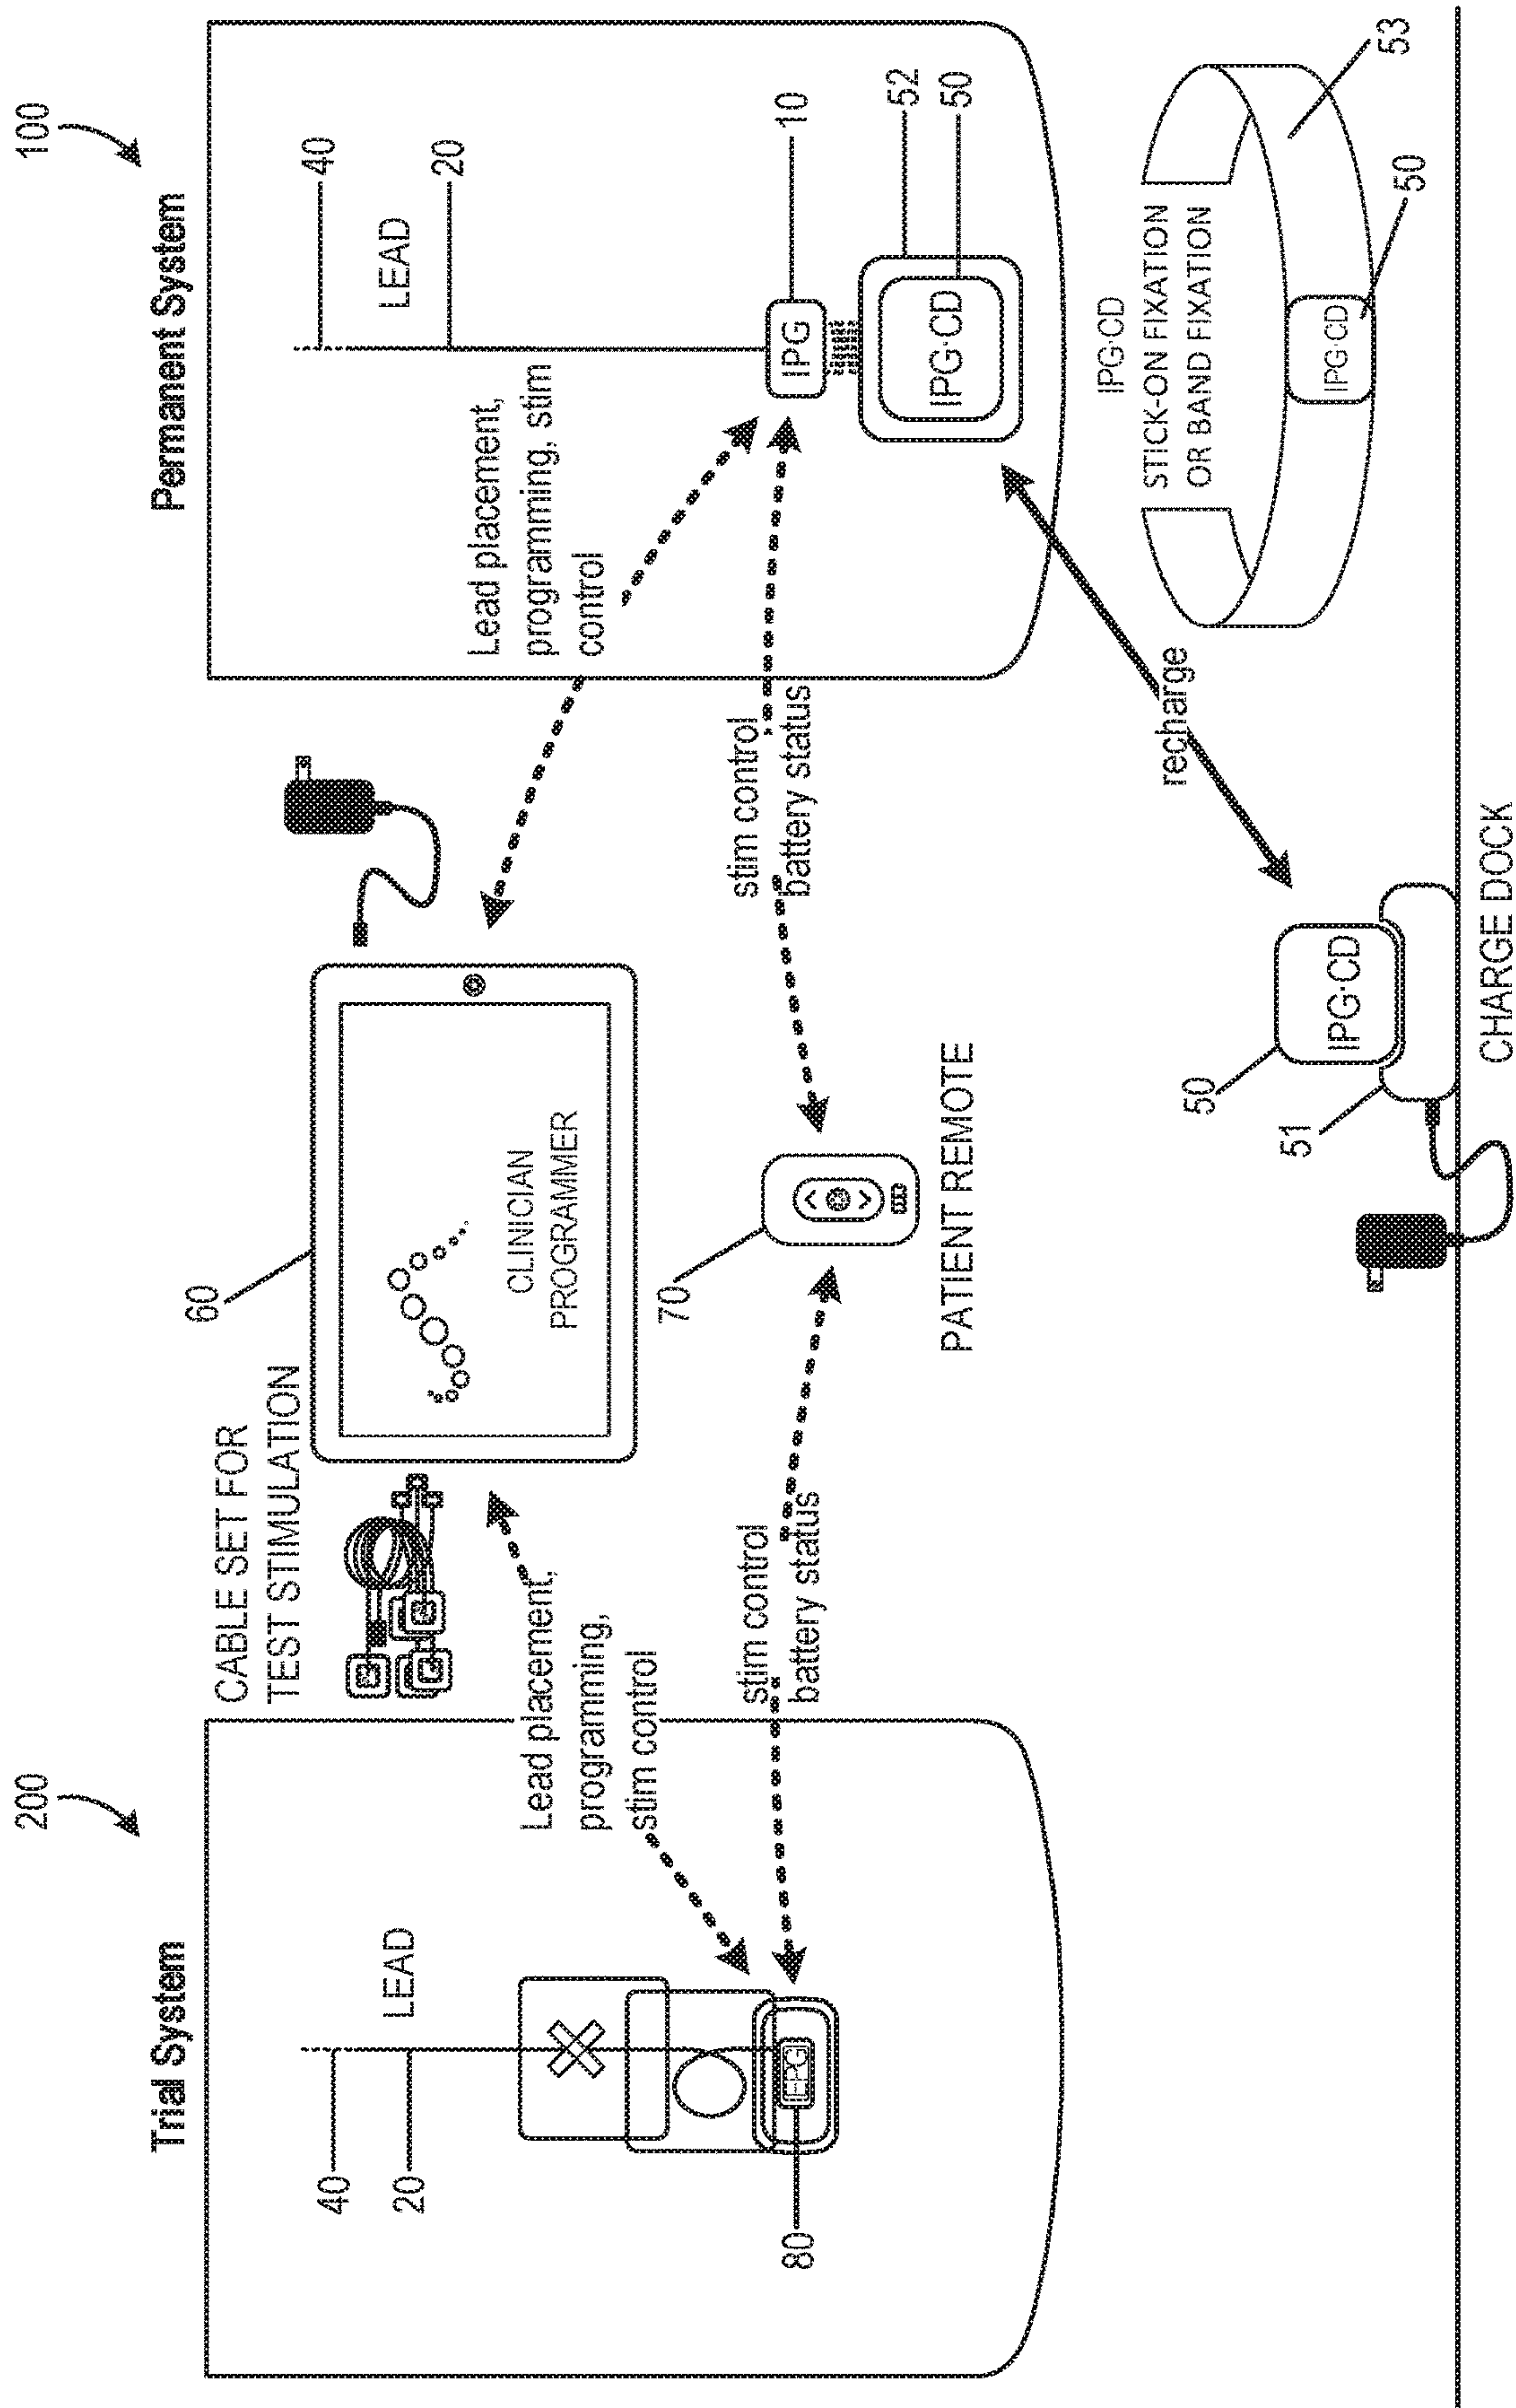 200
100
Trial System
Permanent System
CABLE SET FOR
TEST STIMULATION
60
40
20
LEAD
LEAD
40
20
CLINICIAN
PROGRAMMER
Lead placement,
programming,
stim control
Lead placement,
programming, stim
control
70
80
EPG
stim control
battery status
stim control
battery status
IPG
10
PATIENT REMOTE
IPG·CD
52
50
recharge
IPG·CD
STICK-ON FIXATION
OR BAND FIXATION
50
51
IPG·CD
IPG·CD
50
53
CHARGE DOCK